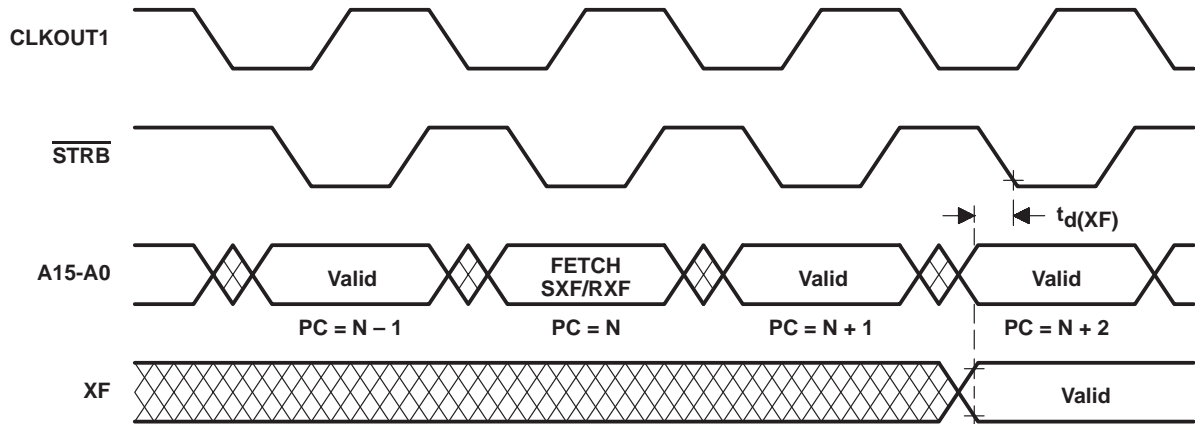 CLKOUT1
STRB
td(XF)
A15-A0
Valid
FETCH
SXF/RXF
Valid
Valid
PC = N – 1
PC = N
PC = N + 1
PC = N + 2
XF
Valid